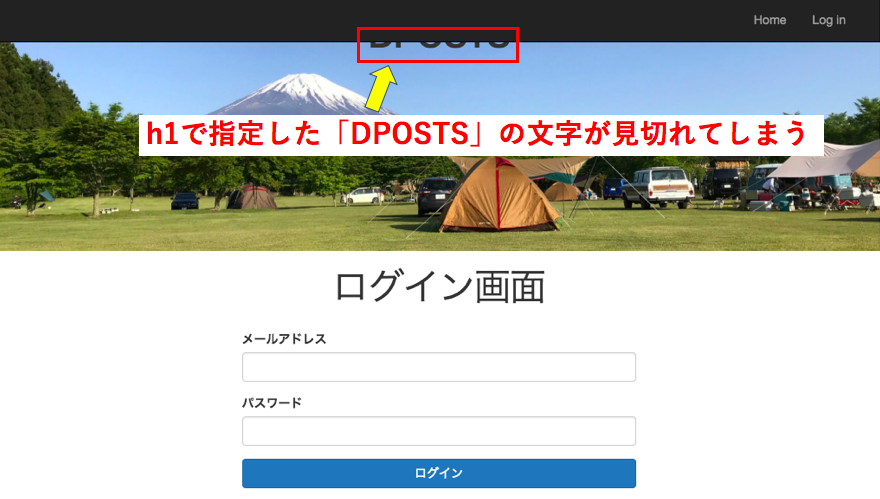 Home Log in
DPOSTS
h1で指定した「DPOSTS」の文字が見切れてしまう
ログイン画面
メールアドレス
パスワード
ログイン